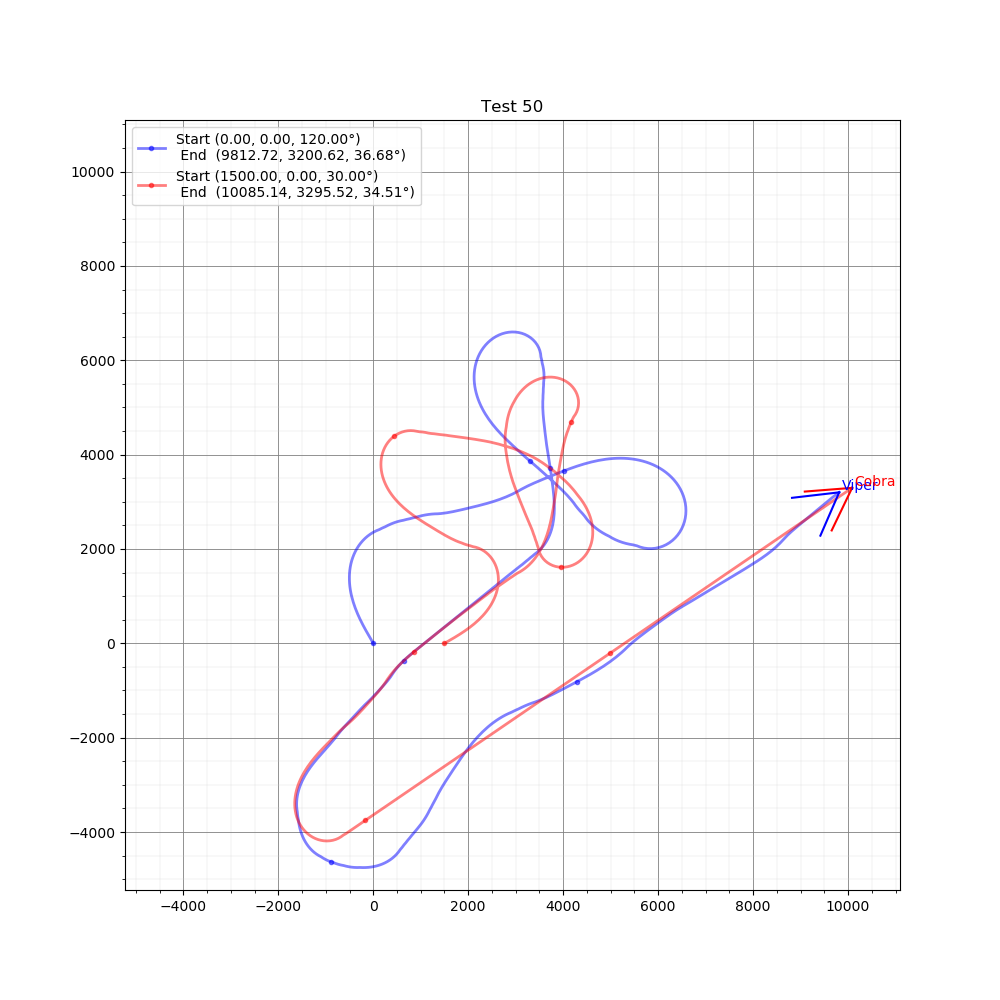 Test 50
Start (0.00, 0.00, 120.00°)
End (9812.72, 3200.62, 36.68°)
Start (1500.00, 0.00, 30.00°)
End (10085.14, 3295.52, 34.51°)
10000
8000
6000
4000
2000
0
−2000
−4000
Viper
Cobra
−4000 −2000 0 2000 4000 6000 8000 10000